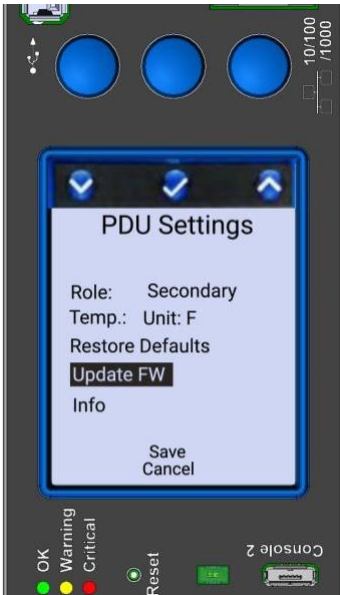 10/100
/1000
PDU Settings
Role: Secondary
Temp.: Unit: F
Restore Defaults
Update FW
Info
Save
Cancel
OK
Warning
Critical
Reset
Console 2